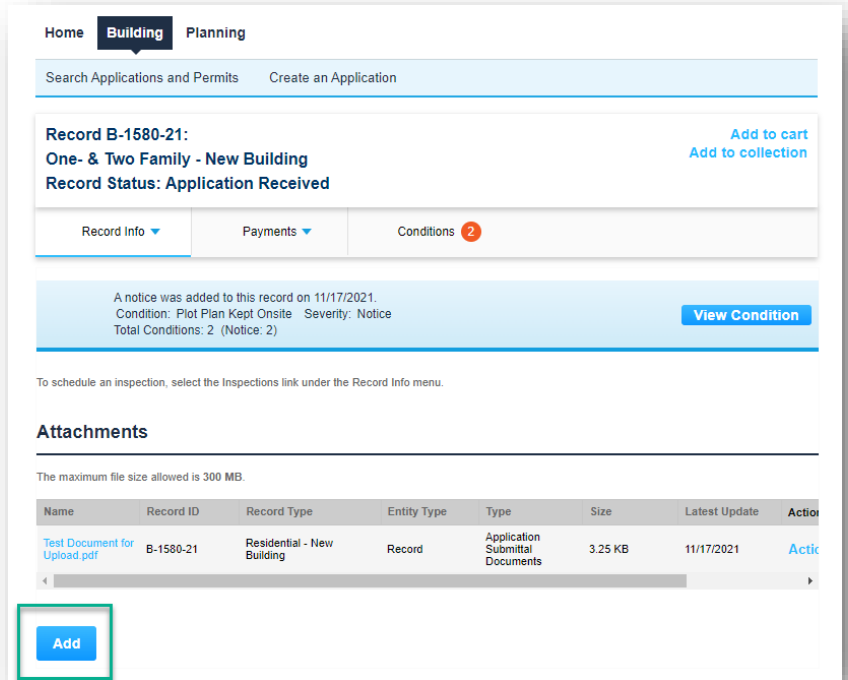 Home Building Planning
Search Applications and Permits Create an Application
Record B-1580-21:
One- & Two Family - New Building
Record Status: Application Received
Add to cart
Add to collection
Record Info Payments Conditions 2
A notice was added to this record on 11/17/2021.
Condition: Plot Plan Kept Onsite Severity: Notice
Total Conditions: 2 (Notice: 2)
View Condition
To schedule an inspection, select the Inspections link under the Record Info menu.
Attachments
The maximum file size allowed is 300 MB.
Name Record ID Record Type Entity Type Type Size Latest Update Action
Test Document for Upload.pdf B-1580-21 Residential - New Building Record Application Submittal Documents 3.25 KB 11/17/2021 Actic
Add